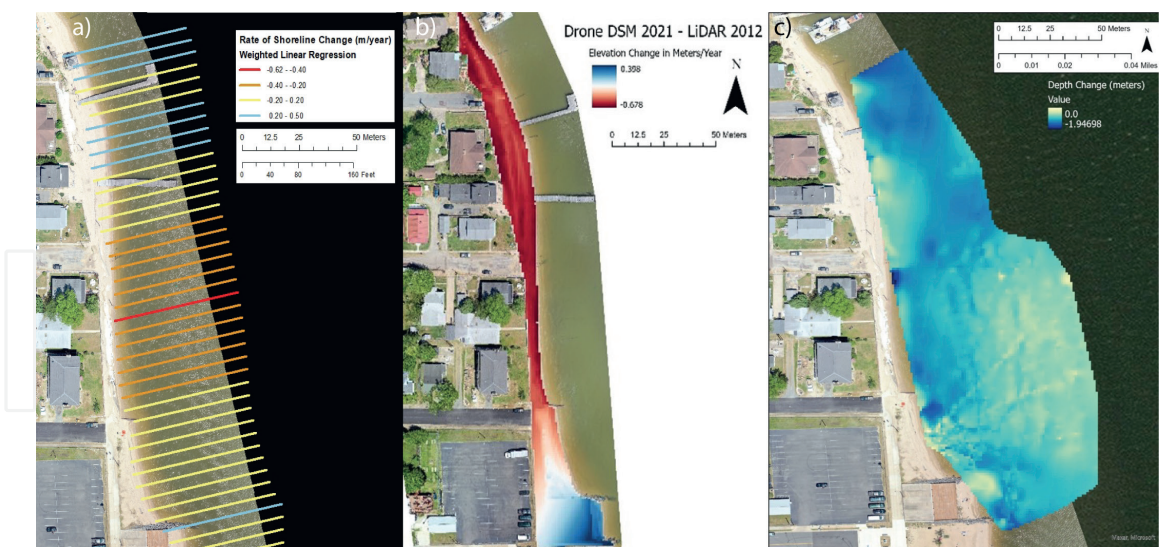 a)
Rate of Shoreline Change (m/year)
Weighted Linear Regression
-0.62 - -0.40
-0.40 - -0.20
-0.20 - 0.20
0.20 - 0.50
0 12.5 25 50 Meters
0 40 80 160 Feet
b)
Drone DSM 2021 - LiDAR 2012
Elevation Change in Meters/Year
0.358
-0.678
N
0 12.5 25 50 Meters
c)
0 12.5 25 50 Meters
0 0.01 0.02 0.04 Miles
N
Depth Change (meters)
Value
0.0
-1.94698
Maxar, Microsoft